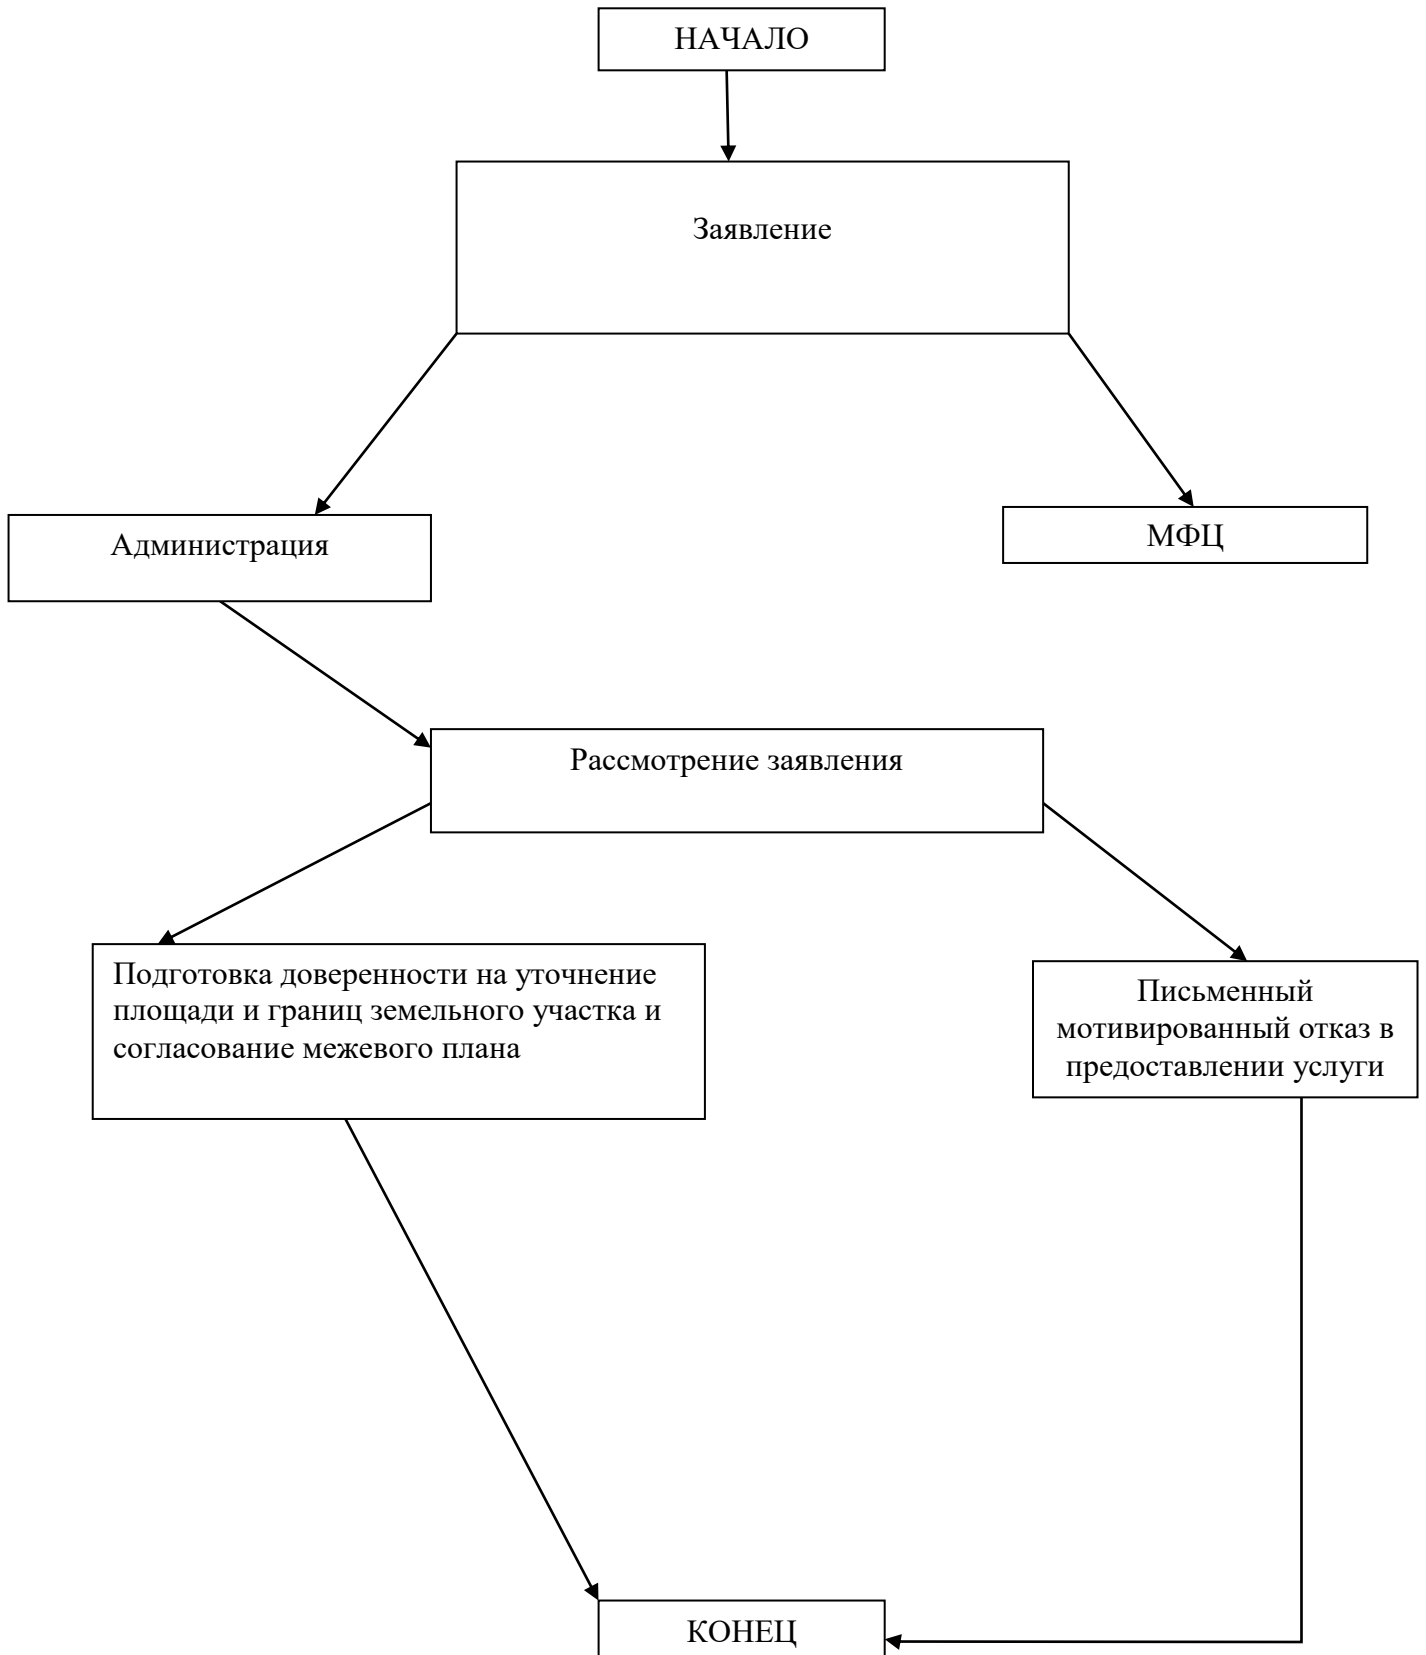 НАЧАЛО
Заявление
Администрация
МФЦ
Рассмотрение заявления
Подготовка доверенности на уточнение
площади и границ земельного участка и
согласование межевого плана
Письменный
мотивированный отказ в
предоставлении услуги
КОНЕЦ